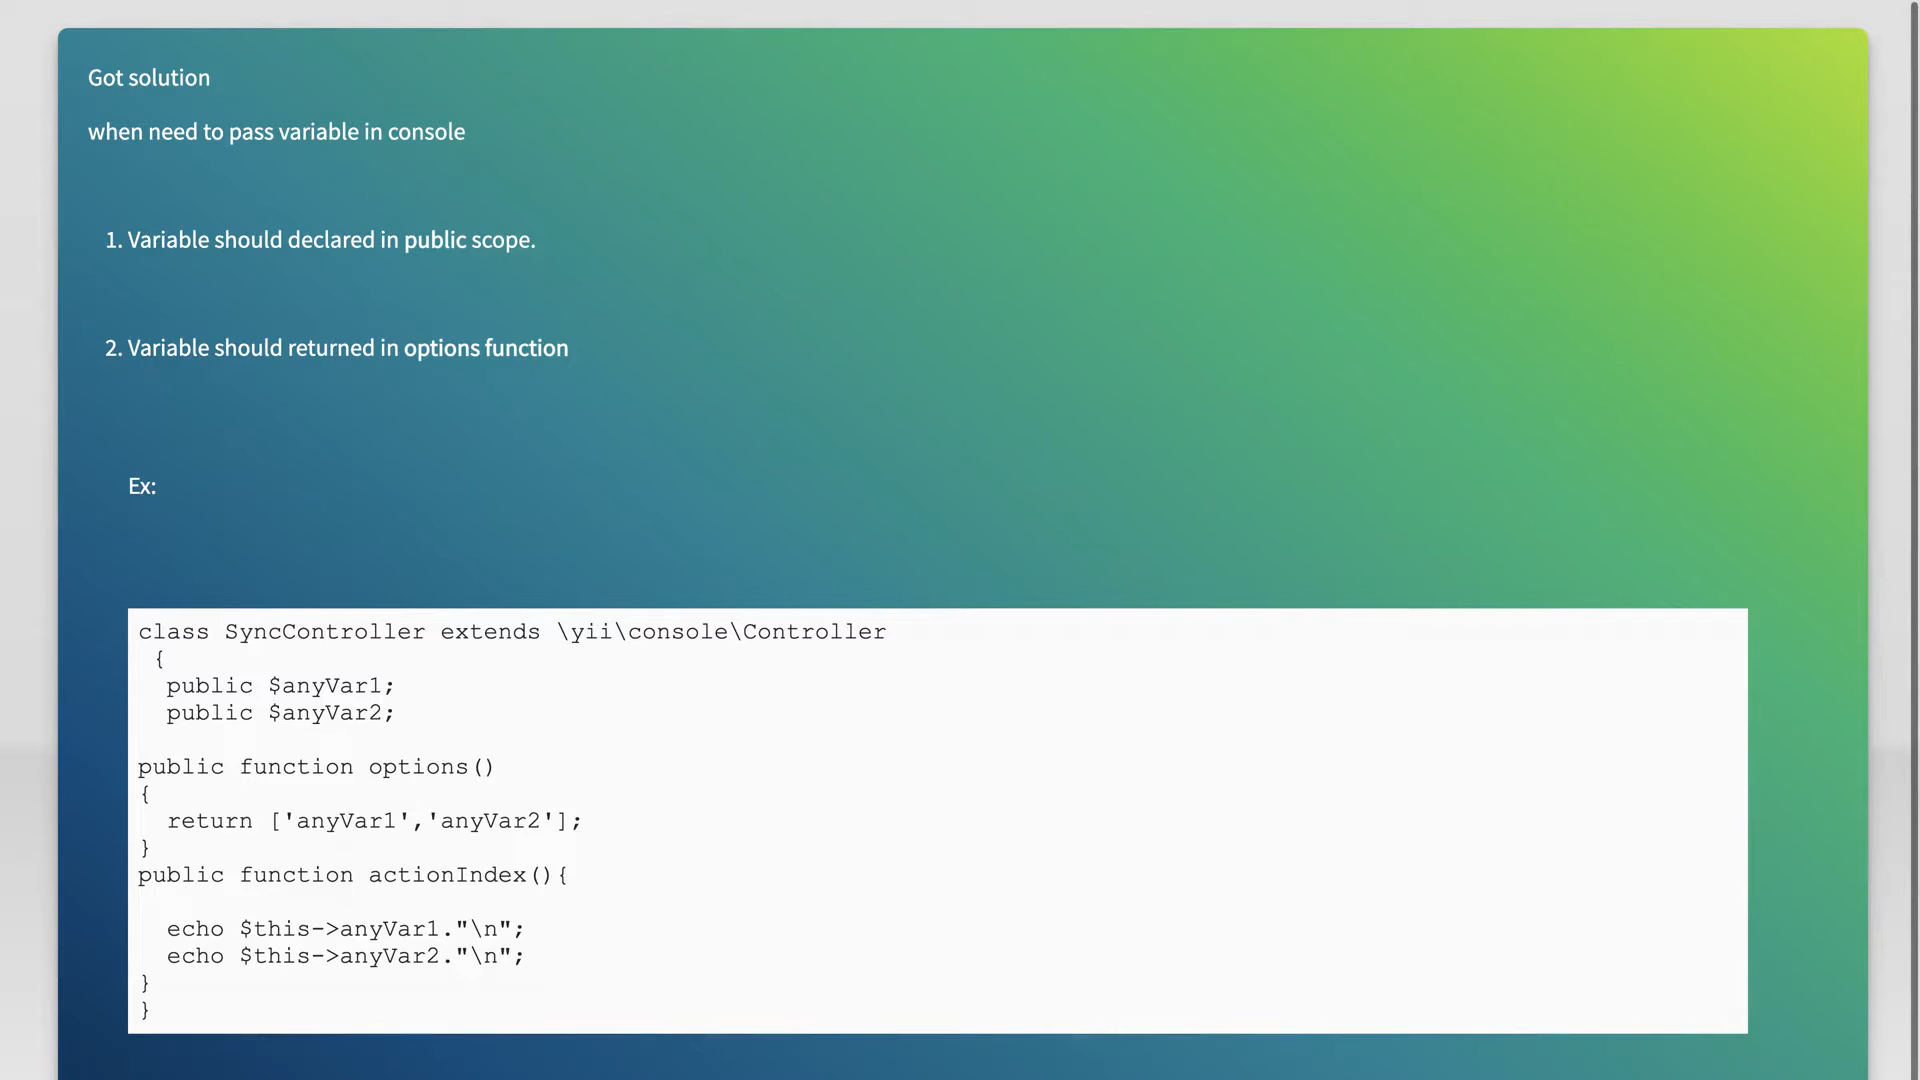 Got solution
when need to pass variable in console
1. Variable should declared in public scope.
2. Variable should returned in options function
Ex:
class SyncController extends \yii\console\Controller
 {
  public $anyVar1;
  public $anyVar2;
public function options()
{
  return ['anyVar1','anyVar2'];
}
public function actionIndex(){
  echo $this->anyVar1."\n";
  echo $this->anyVar2."\n";
}
}